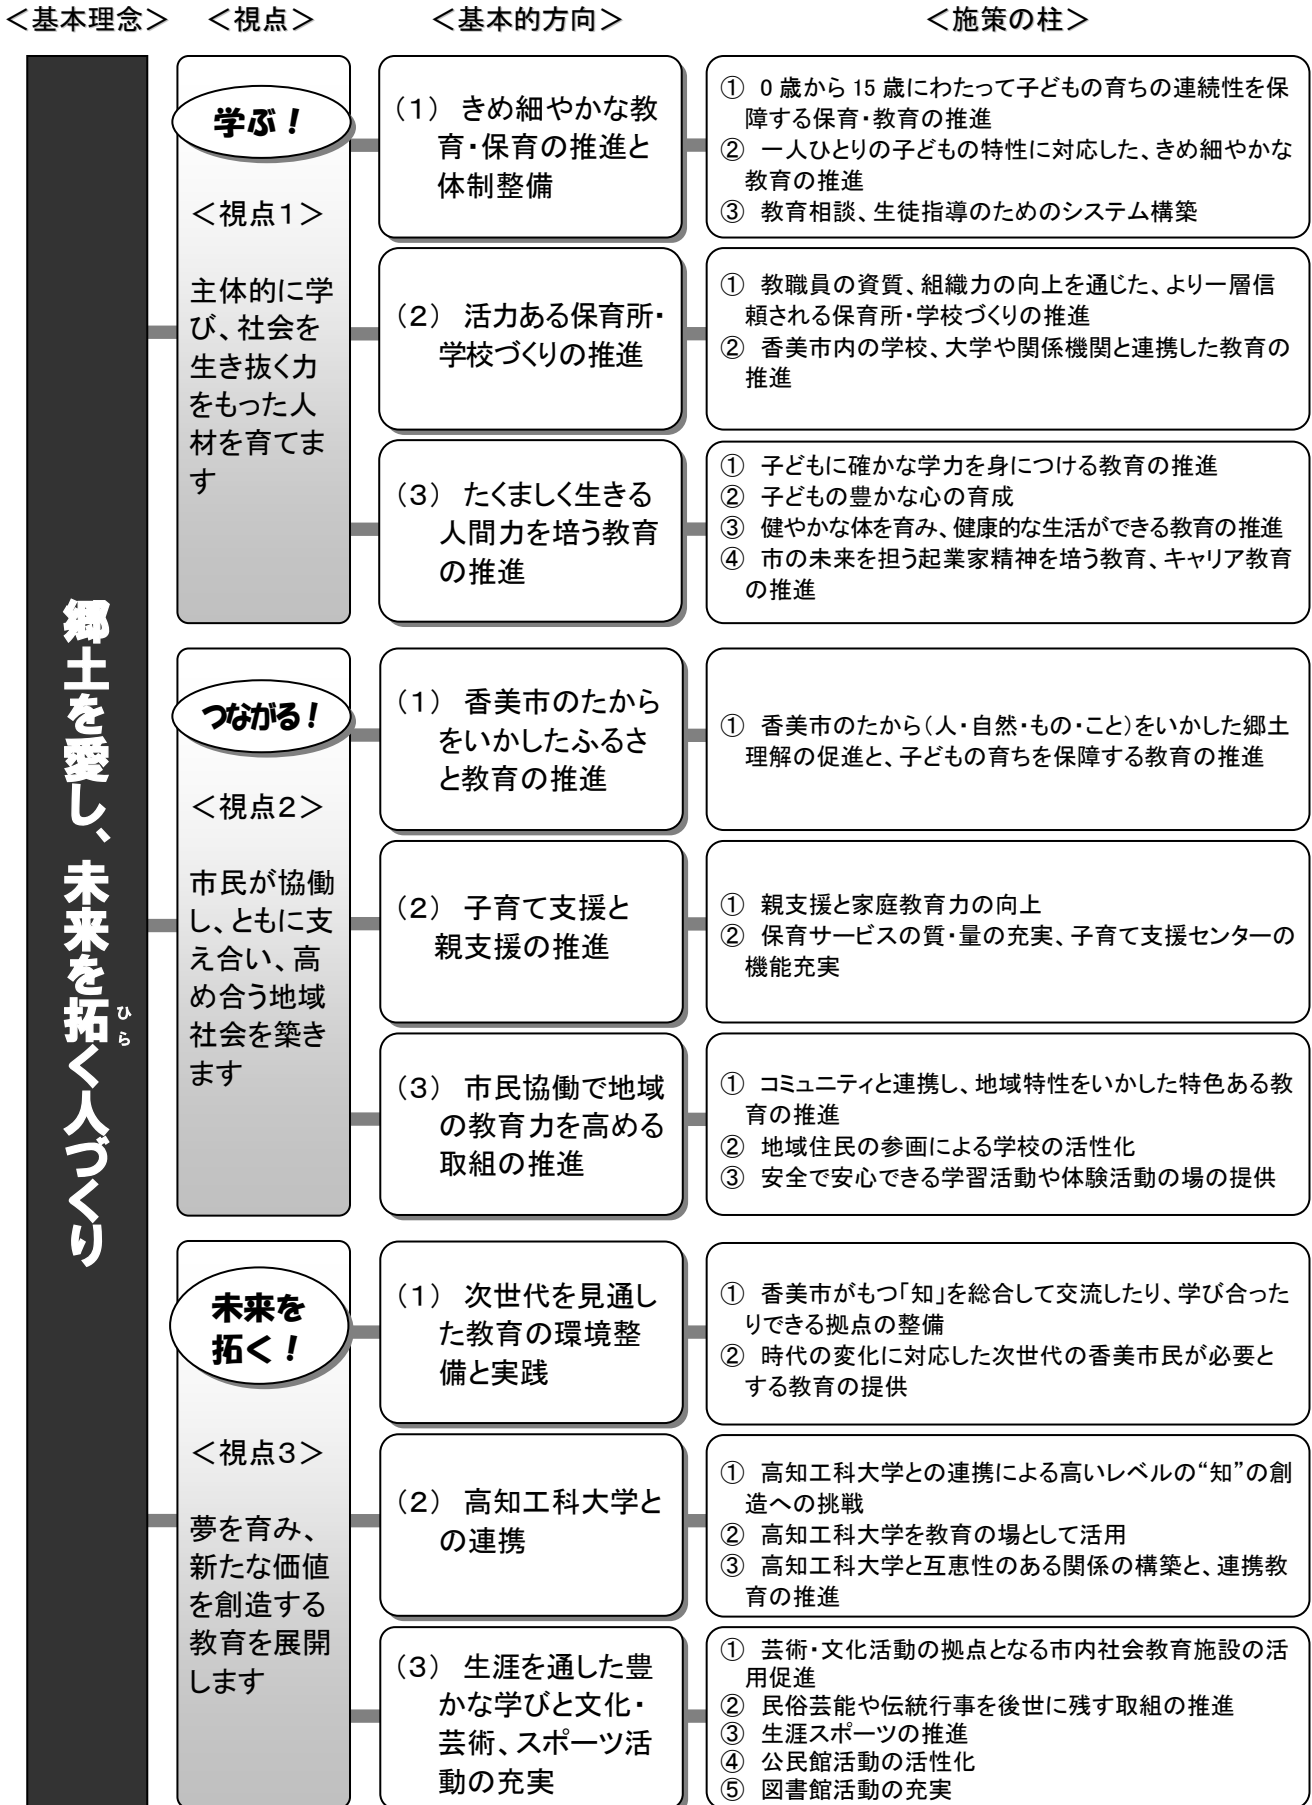 ＜基本理念＞ ＜視点＞ ＜基本的方向＞ ＜施策の柱＞
郷土を愛し、未来を拓く人づくり
ひら
学ぶ！
＜視点１＞
主体的に学
び、社会を
生き抜く力
をもった人
材を育てま
す
（１） きめ細やかな教
育・保育の推進と
体制整備
① 0 歳から 15 歳にわたって子どもの育ちの連続性を保
障する保育・教育の推進
② 一人ひとりの子どもの特性に対応した、きめ細やかな
教育の推進
③ 教育相談、生徒指導のためのシステム構築
（２） 活力ある保育所・
学校づくりの推進
① 教職員の資質、組織力の向上を通じた、より一層信
頼される保育所・学校づくりの推進
② 香美市内の学校、大学や関係機関と連携した教育の
推進
（３） たくましく生きる
人間力を培う教育
の推進
① 子どもに確かな学力を身につける教育の推進
② 子どもの豊かな心の育成
③ 健やかな体を育み、健康的な生活ができる教育の推進
④ 市の未来を担う起業家精神を培う教育、キャリア教育
の推進
つながる！
＜視点２＞
市民が協働
し、ともに支
え合い、高
め合う地域
社会を築き
ます
（１） 香美市のたから
をいかしたふるさ
と教育の推進
① 香美市のたから（人・自然・もの・こと）をいかした郷土
理解の促進と、子どもの育ちを保障する教育の推進
（２） 子育て支援と
親支援の推進
① 親支援と家庭教育力の向上
② 保育サービスの質・量の充実、子育て支援センターの
機能充実
（３） 市民協働で地域
の教育力を高める
取組の推進
① コミュニティと連携し、地域特性をいかした特色ある教
育の推進
② 地域住民の参画による学校の活性化
③ 安全で安心できる学習活動や体験活動の場の提供
未来を
拓く！
＜視点３＞
夢を育み、
新たな価値
を創造する
教育を展開
します
（１） 次世代を見通し
た教育の環境整
備と実践
① 香美市がもつ「知」を総合して交流したり、学び合った
りできる拠点の整備
② 時代の変化に対応した次世代の香美市民が必要と
する教育の提供
（２） 高知工科大学と
の連携
① 高知工科大学との連携による高いレベルの“知”の創
造への挑戦
② 高知工科大学を教育の場として活用
③ 高知工科大学と互恵性のある関係の構築と、連携教
育の推進
（３） 生涯を通した豊
かな学びと文化・
芸術、スポーツ活
動の充実
① 芸術・文化活動の拠点となる市内社会教育施設の活
用促進
② 民俗芸能や伝統行事を後世に残す取組の推進
③ 生涯スポーツの推進
④ 公民館活動の活性化
⑤ 図書館活動の充実